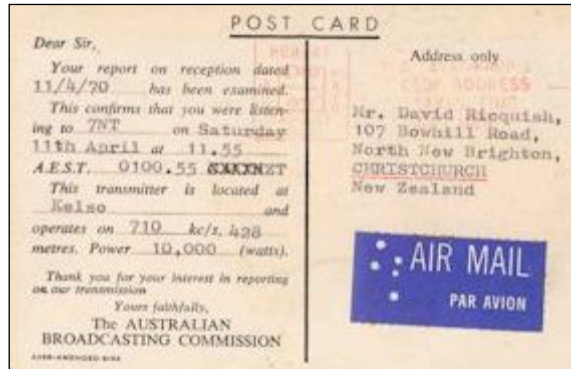 POST CARD
Dear Sir,
Your report on reception dated
11/4/70 has been examined.
This confirms that you were listen-
ing to 7NT on Saturday
11th April at 11.55
A.E.S.T. 0100.55 NZT
This transmitter is located at
Kelso and
operates on 710 kc/s, 428
metres. Power 10,000 (watts).
Thank you for your interest in reporting
on our transmission
Yours faithfully,
The AUSTRALIAN
BROADCASTING COMMISSION
Address only
Mr. David Ricquish,
107 Bowhill Road,
North New Brighton,
CHRISTCHURCH
New Zealand
AIR MAIL
PAR AVION